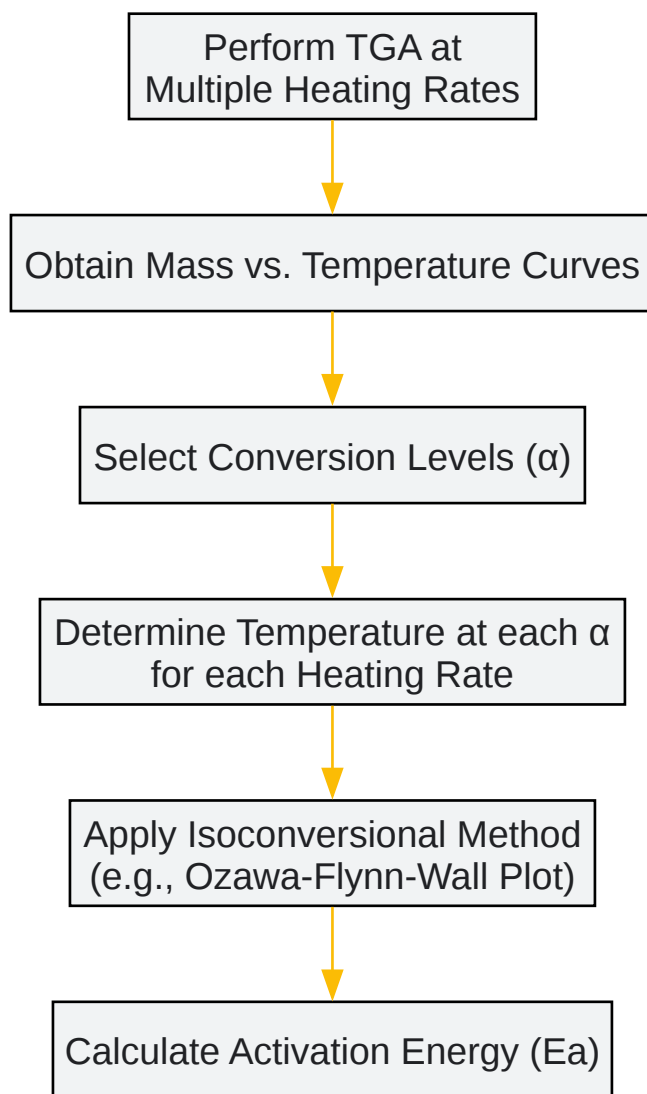 Perform TGA at
Multiple Heating Rates
Obtain Mass vs. Temperature Curves
Select Conversion Levels (α)
Determine Temperature at each α
for each Heating Rate
Apply Isoconversional Method
(e.g., Ozawa-Flynn-Wall Plot)
Calculate Activation Energy (Ea)